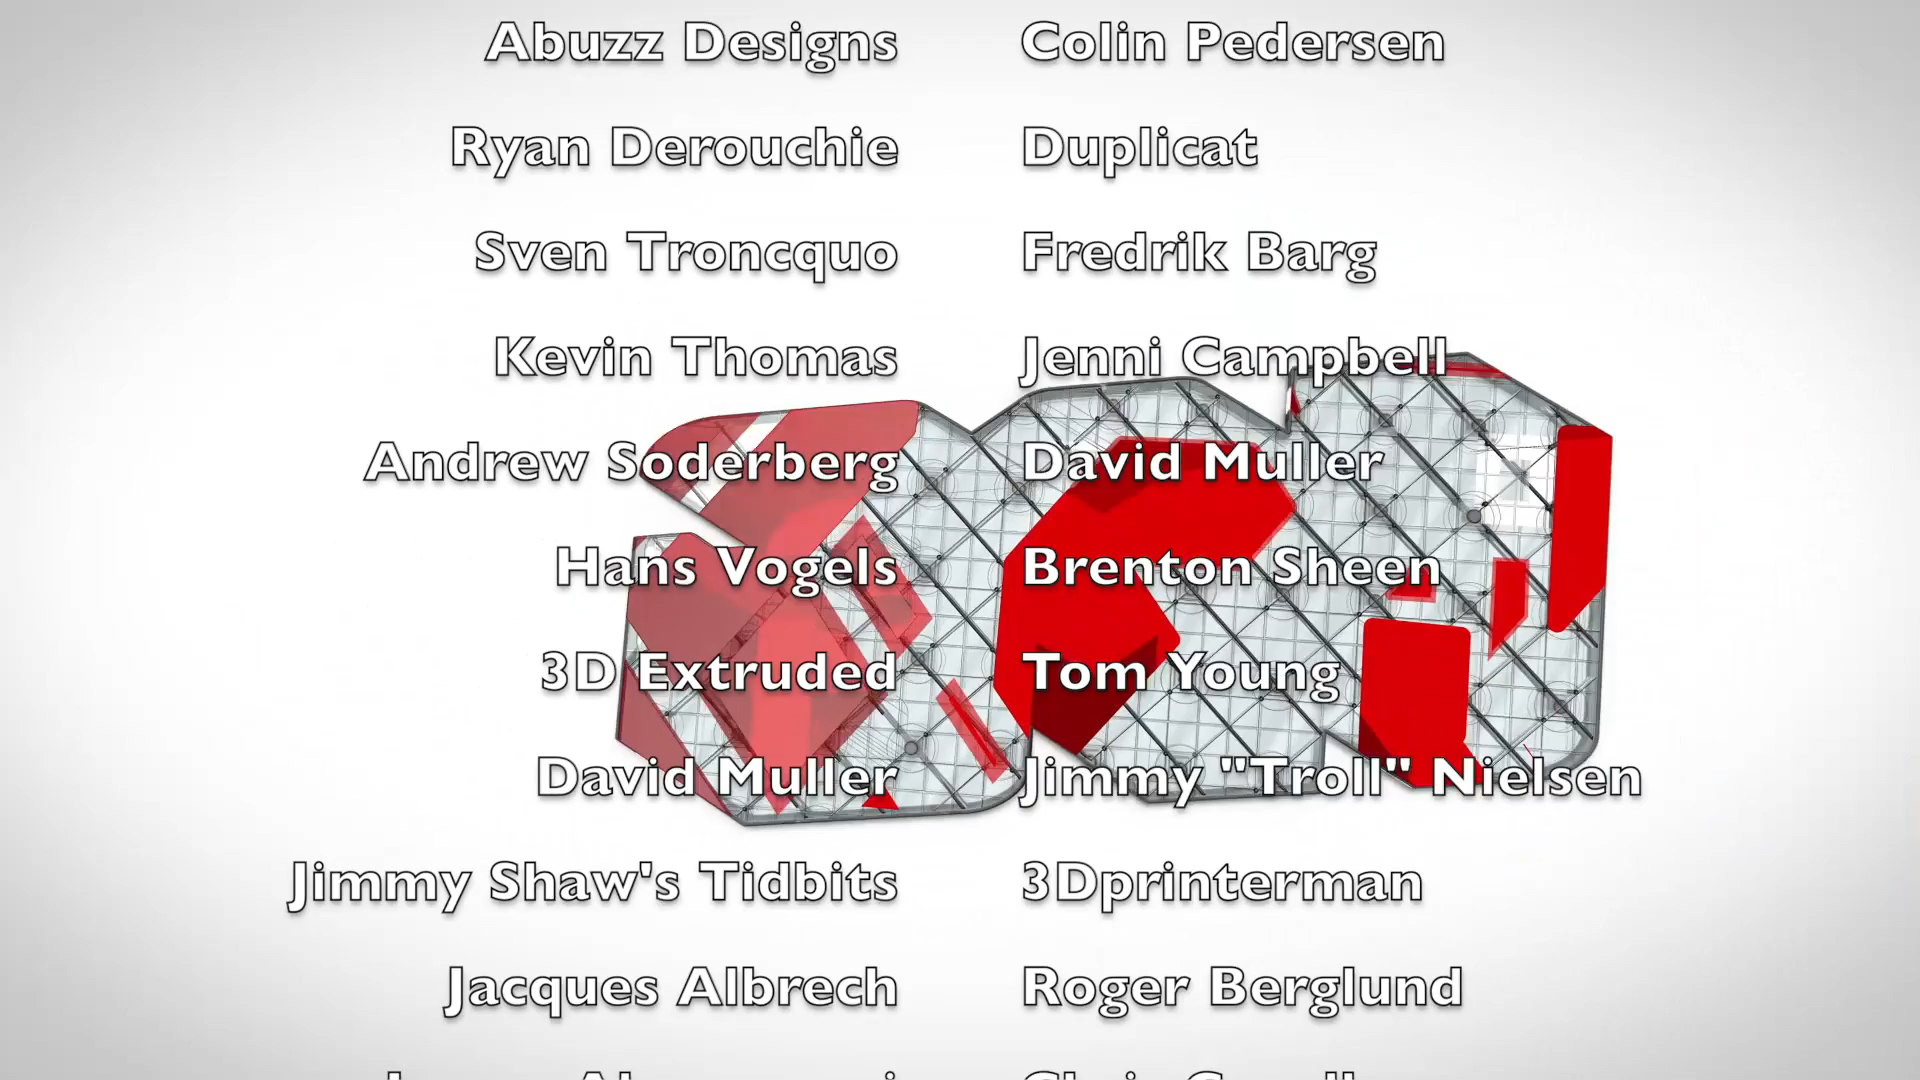 Abuzz Designs Colin Pedersen
Ryan Derouchie Duplicat
Sven Troncquo Fredrik Barg
Kevin Thomas Jenni Campbell
Andrew Soderberg David Muller
Hans Vogels Brenton Sheen
3D Extruded Tom Young
David Muller Jimmy "Troll" Nielsen
Jimmy Shaw's Tidbits 3Dprinterman
Jacques Albrech Roger Berglund